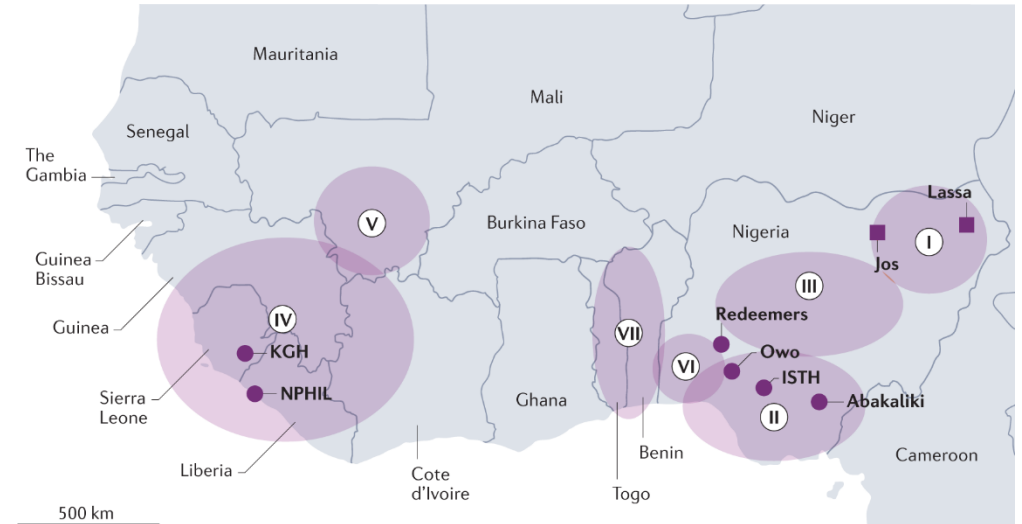 Mauritania
Mali
Niger
Senegal
The
Gambia
Lassa
V
Burkina Faso
Nigeria
I
Guinea
Bissau
Jos
III
Guinea
IV
Redeemers
VII
KGH
Owo
VI
ISTH
Sierra
Leone
NPHIL
Ghana
II
Abakaliki
Liberia
Benin
Cameroon
Cote
d'Ivoire
Togo
500 km